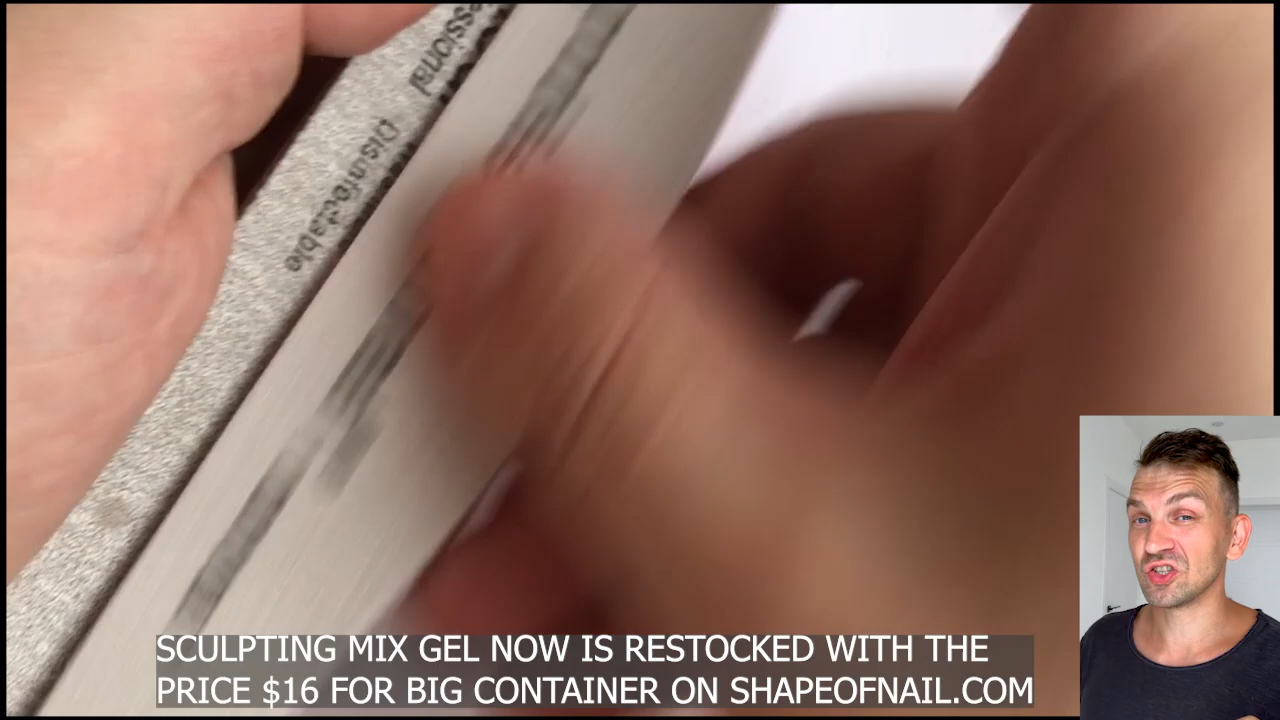 Disinfectable
SCULPTING MIX GEL NOW IS RESTOCKED WITH THE
PRICE $16 FOR BIG CONTAINER ON SHAPEOFNAIL.COM